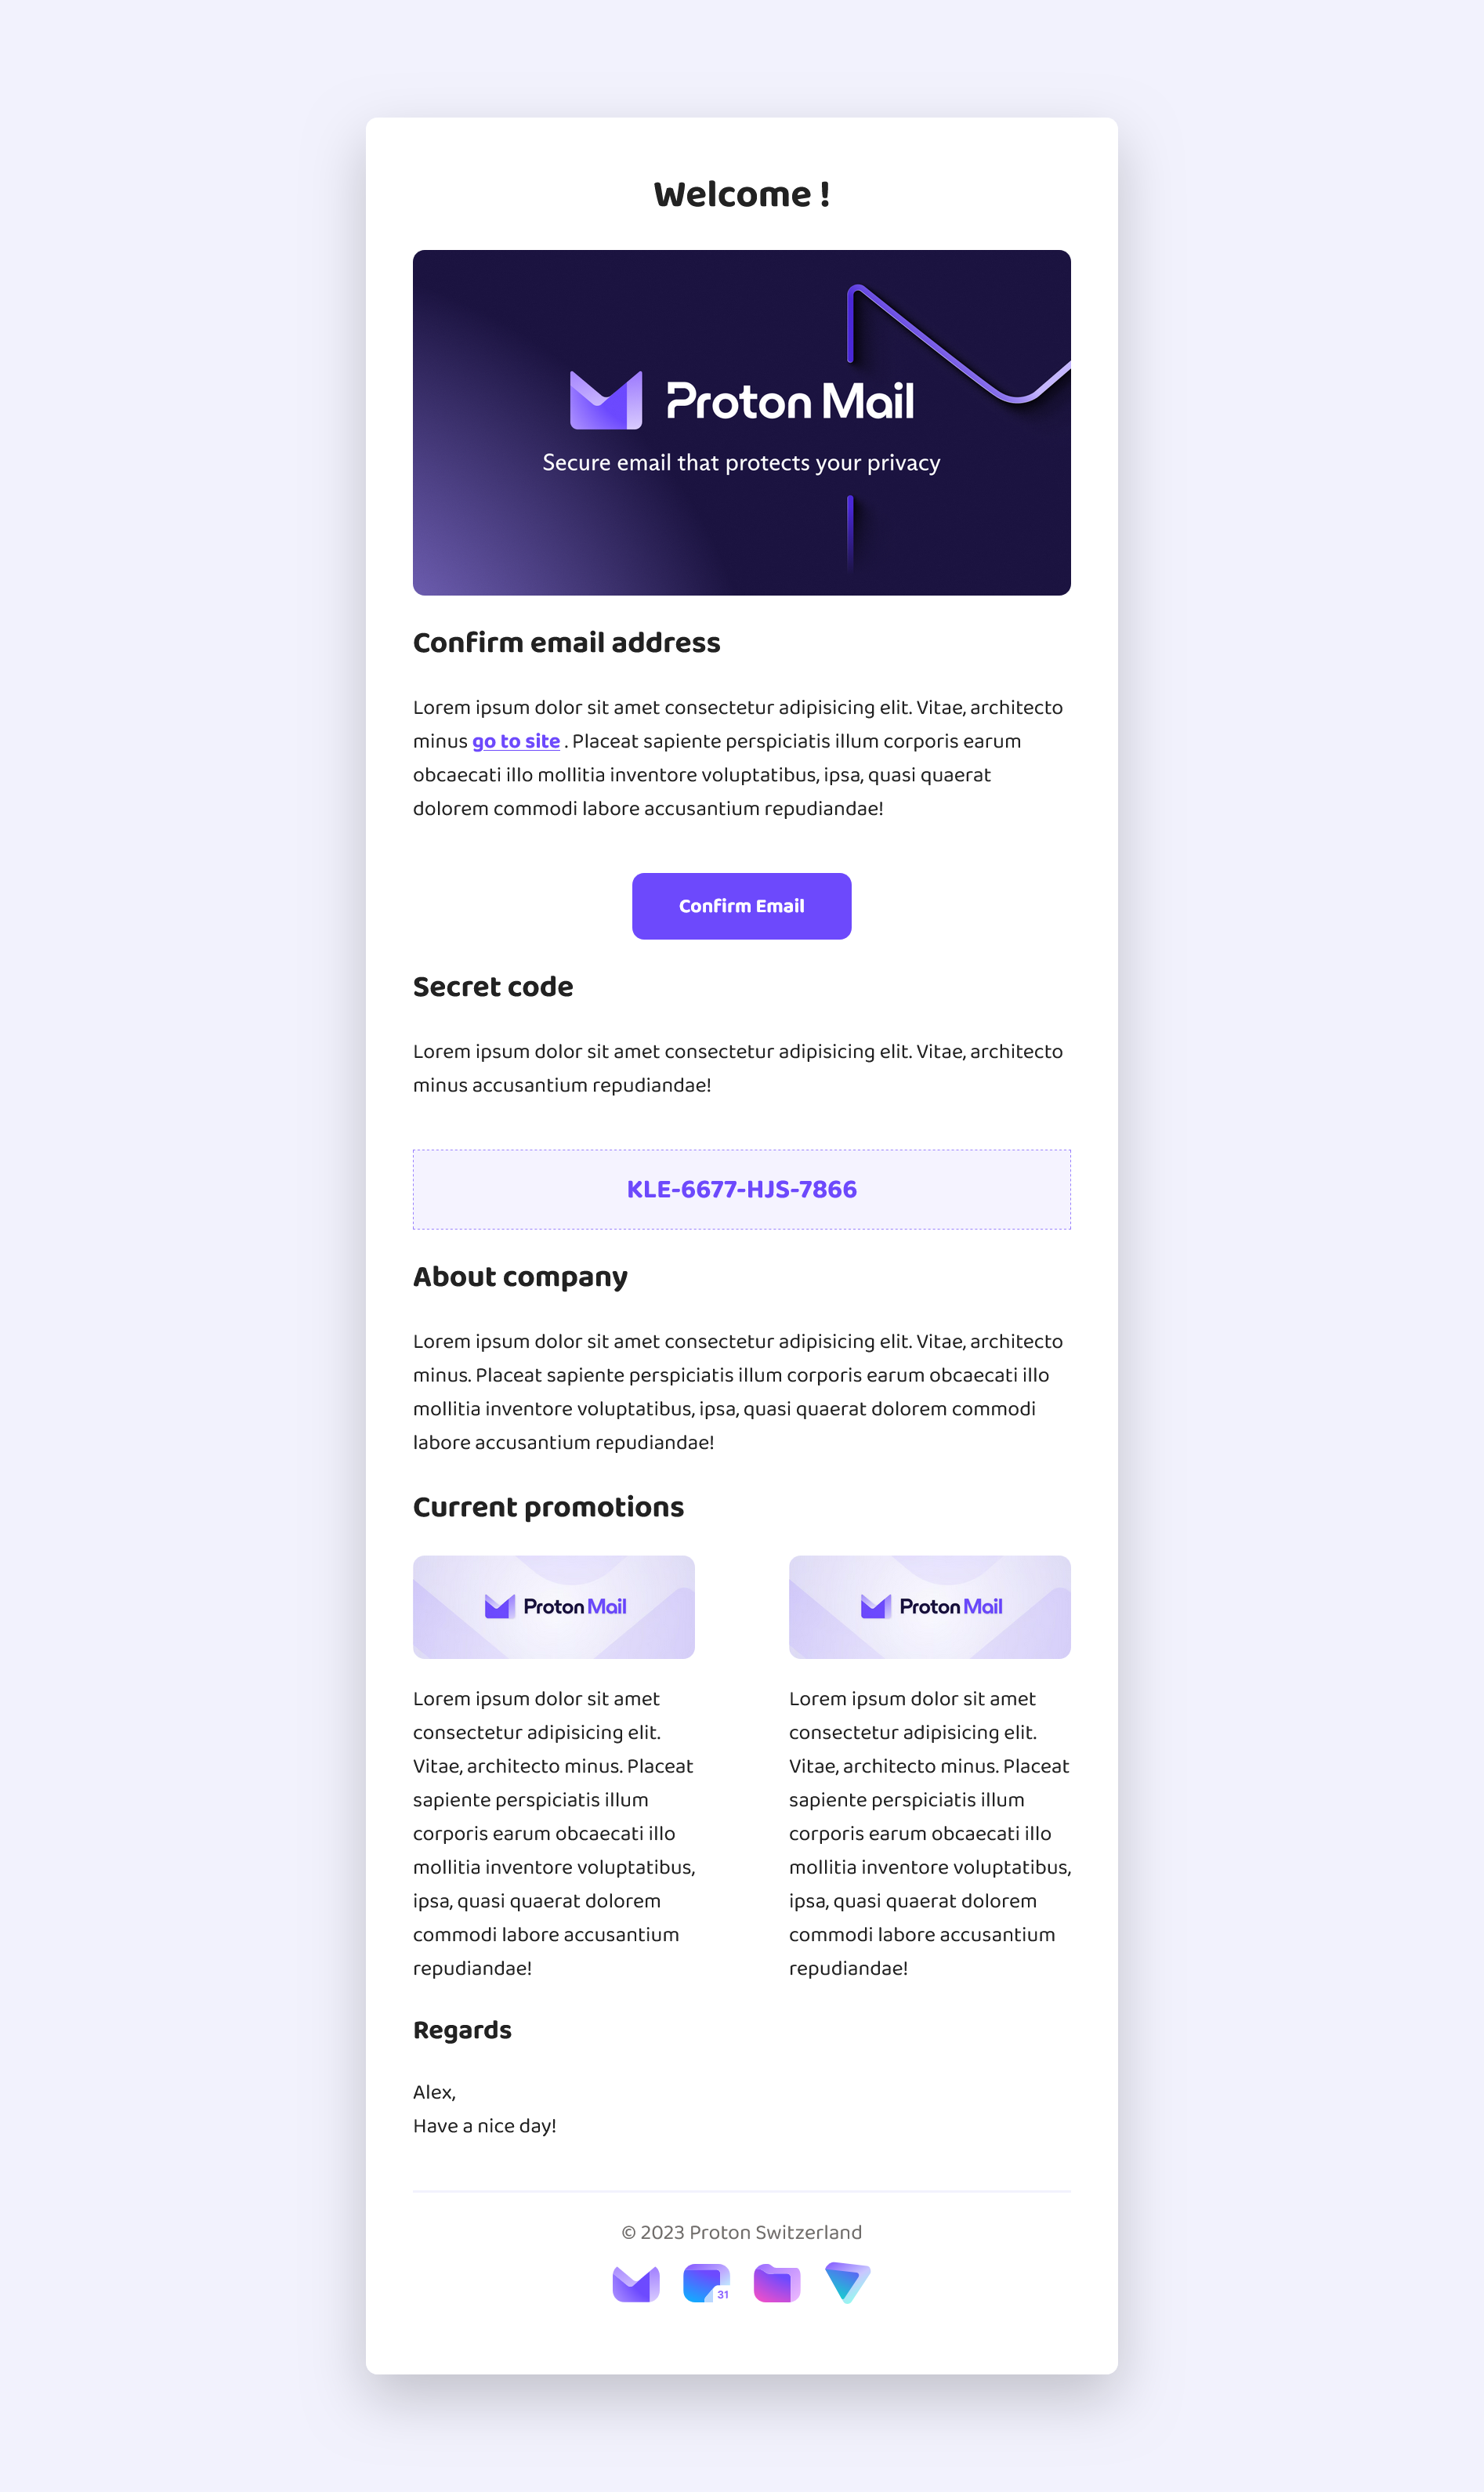 Welcome !
Proton Mail
Secure email that protects your privacy
Confirm email address
Lorem ipsum dolor sit amet consectetur adipisicing elit. Vitae, architecto
minus go to site . Placeat sapiente perspiciatis illum corporis earum
obcaecati illo mollitia inventore voluptatibus, ipsa, quasi quaerat
dolorem commodi labore accusantium repudiandae!
Confirm Email
Secret code
Lorem ipsum dolor sit amet consectetur adipisicing elit. Vitae, architecto
minus accusantium repudiandae!
KLE-6677-HJS-7866
About company
Lorem ipsum dolor sit amet consectetur adipisicing elit. Vitae, architecto
minus. Placeat sapiente perspiciatis illum corporis earum obcaecati illo
mollitia inventore voluptatibus, ipsa, quasi quaerat dolorem commodi
labore accusantium repudiandae!
Current promotions
Proton Mail
Lorem ipsum dolor sit amet
consectetur adipisicing elit.
Vitae, architecto minus. Placeat
sapiente perspiciatis illum
corporis earum obcaecati illo
mollitia inventore voluptatibus,
ipsa, quasi quaerat dolorem
commodi labore accusantium
repudiandae!
Proton Mail
Lorem ipsum dolor sit amet
consectetur adipisicing elit.
Vitae, architecto minus. Placeat
sapiente perspiciatis illum
corporis earum obcaecati illo
mollitia inventore voluptatibus,
ipsa, quasi quaerat dolorem
commodi labore accusantium
repudiandae!
Regards
Alex,
Have a nice day!
© 2023 Proton Switzerland
31